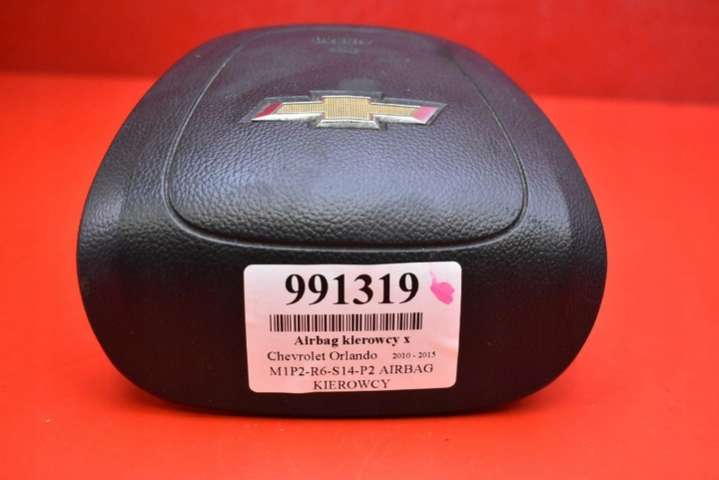 991319
Airbag kierowcy x
Chevrolet Orlando 2010 - 2015
M1P2-R6-S14-P2 AIRBAG
KIEROWCY